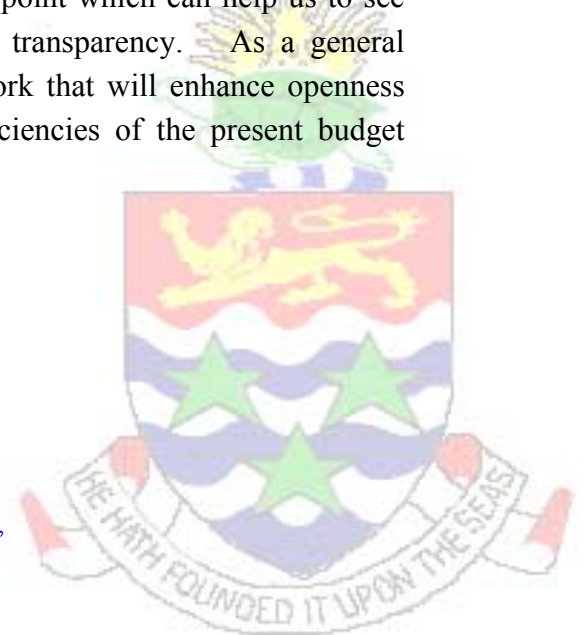 point which can help us to see
transparency. As a general
ork that will enhance openness
ciencies of the present budget
,
HE HATH FOUNDED IT UPON THE SEAS